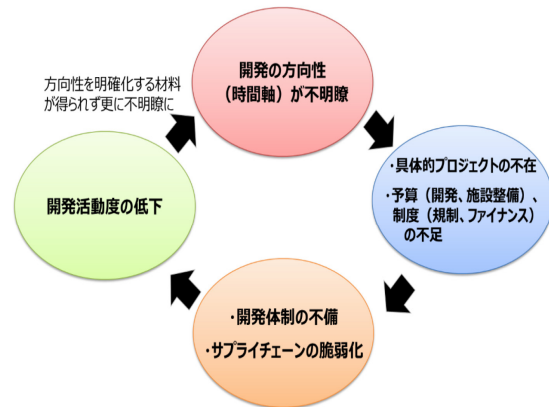 開発の方向性
（時間軸）が不明瞭
方向性を明確化する材料
が得られず更に不明瞭に
・具体的プロジェクトの不在
・予算（開発、施設整備）、
制度（規制、ファイナンス）
の不足
開発活動度の低下
・開発体制の不備
・サプライチェーンの脆弱化